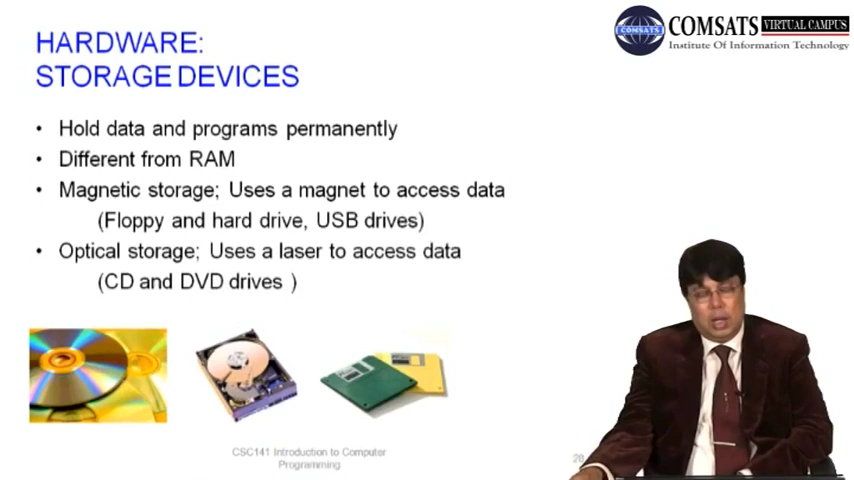 COMSATS
COMSATS VIRTUAL CAMPUS
Institute Of Information Technology
HARDWARE:
STORAGE DEVICES
• Hold data and programs permanently
• Different from RAM
• Magnetic storage; Uses a magnet to access data
(Floppy and hard drive, USB drives)
• Optical storage; Uses a laser to access data
(CD and DVD drives )
CSC141 Introduction to Computer
Programming